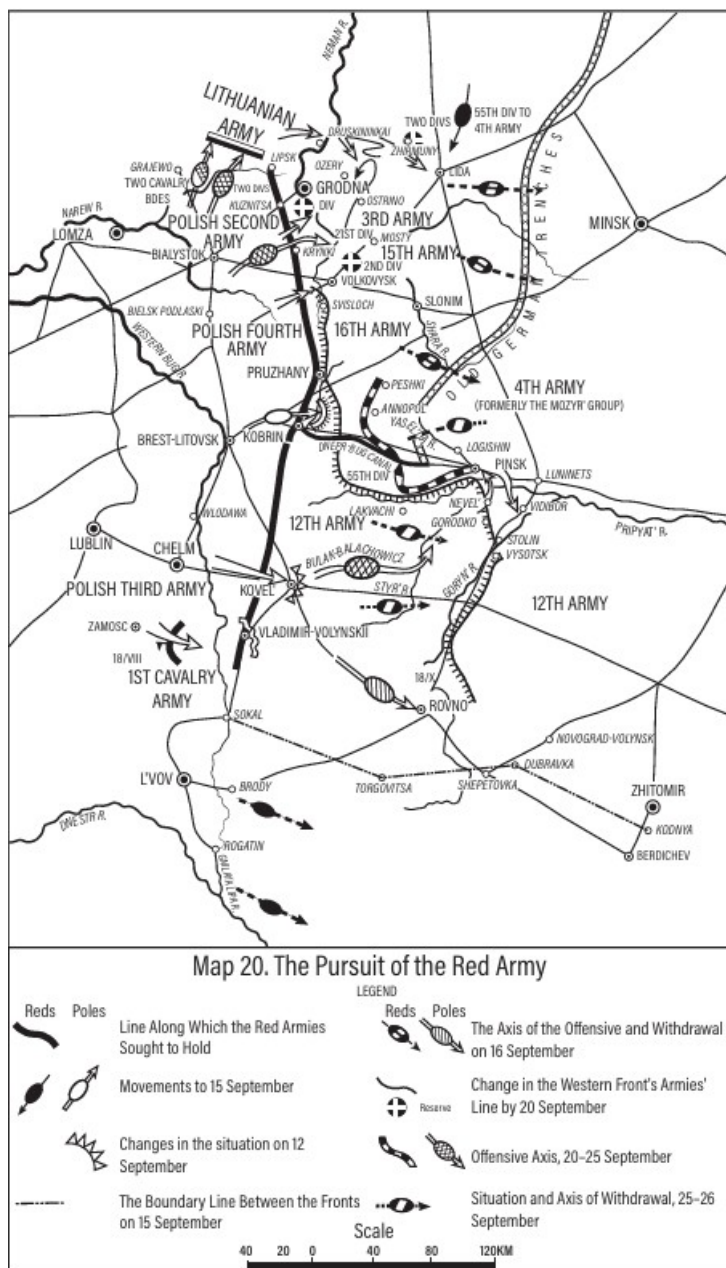 NEMAN R.
LITHUANIAN
ARMY
DRUSKININKAI
TWO DIVS
55TH DIV TO
4TH ARMY
ZHIRMUNY
GRAJEWO
LIPSK
OZERY
LIDA
TWO CAVALRY
BDES
TWO DIVS
KUZNITSA
GRODNA
OSTRINO
DIV
3RD ARMY
NAREW R.
LOMZA
POLISH SECOND
ARMY
21ST DIV
MOSTY
15TH ARMY
MINSK
OLD GERMAN TRENCHES
BIALYSTOK
KRYNKI
2ND DIV
VOLKOVYSK
BIELSK PODLASKI
SVISLOCH
SLONIM
WESTERN BUG R.
POLISH FOURTH
ARMY
16TH ARMY
SHARA R.
PRUZHANY
PESHKI
4TH ARMY
(FORMERLY THE MOZYR' GROUP)
ANNOPOL
BREST-LITOVSK
KOBRIN
LOGISHIN
DNEPR-BUG CANAL
55TH DIV
PINSK
LUNINETS
WLODAWA
LAKVACHI
NEVEL'
VIDIBOR
12TH ARMY
GORODKO
PRIPYAT' R.
LUBLIN
CHELM
STOLIN
VYSOTSK
BULAK-BALACHOWICZ
POLISH THIRD ARMY
KOVEL'
STYR' R.
GORYN' R.
12TH ARMY
ZAMOSC
VLADIMIR-VOLYNSKII
18/VIII
1ST CAVALRY
ARMY
18/X
ROVNO
SOKAL
NOVOGRAD-VOLYNSK
DUBRAVKA
L'VOV
BRODY
TORGOVITSA
SHEPETOVKA
ZHITOMIR
KODNYA
DNESTR R.
ROGATIN
BERDICHEV
GNILAYA LIPA R.
Map 20. The Pursuit of the Red Army
LEGEND
Reds Poles
Line Along Which the Red Armies
Sought to Hold
Movements to 15 September
Changes in the situation on 12
September
The Boundary Line Between the Fronts
on 15 September
Reds Poles
The Axis of the Offensive and Withdrawal
on 16 September
Change in the Western Front's Armies'
Reserve Line by 20 September
Offensive Axis, 20–25 September
Situation and Axis of Withdrawal, 25–26
September
Scale
40 20 0 40 80 120KM